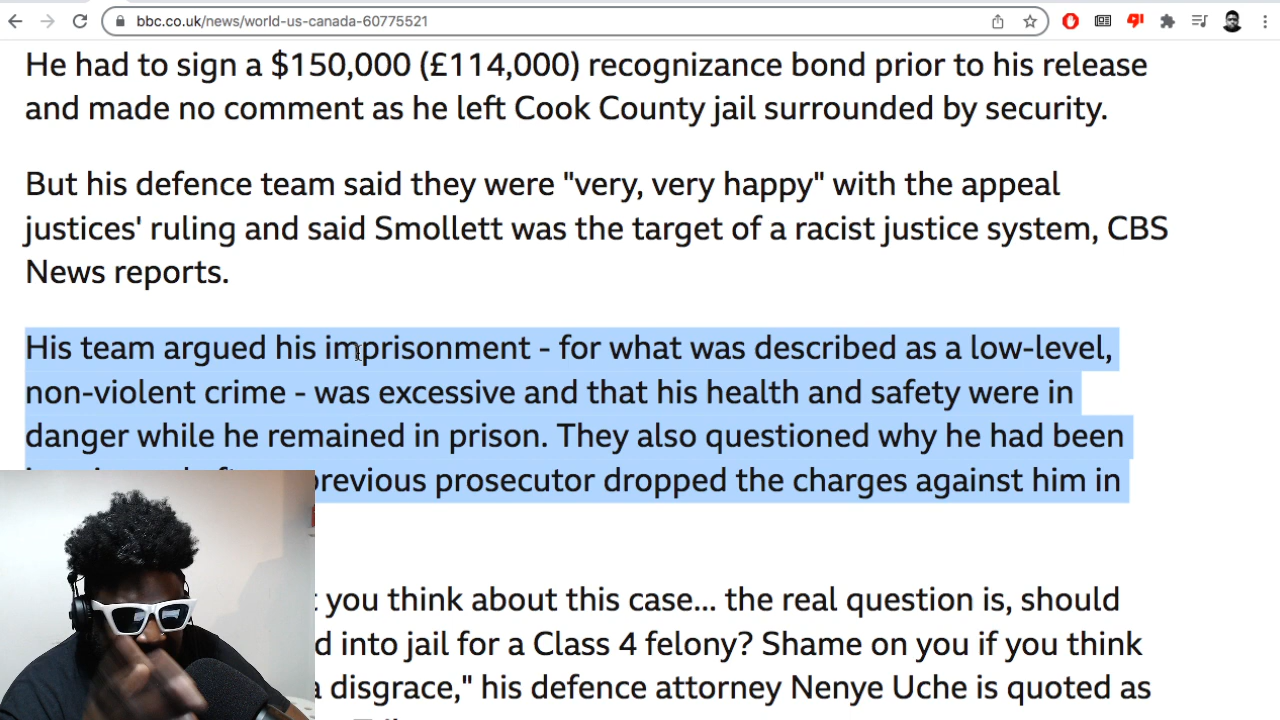 bbc.co.uk/news/world-us-canada-60775521
He had to sign a $150,000 (£114,000) recognizance bond prior to his release
and made no comment as he left Cook County jail surrounded by security.
But his defence team said they were "very, very happy" with the appeal
justices' ruling and said Smollett was the target of a racist justice system, CBS
News reports.
His team argued his imprisonment - for what was described as a low-level,
non-violent crime - was excessive and that his health and safety were in
danger while he remained in prison. They also questioned why he had been
previous prosecutor dropped the charges against him in
you think about this case... the real question is, should
into jail for a Class 4 felony? Shame on you if you think
a disgrace," his defence attorney Nenye Uche is quoted as